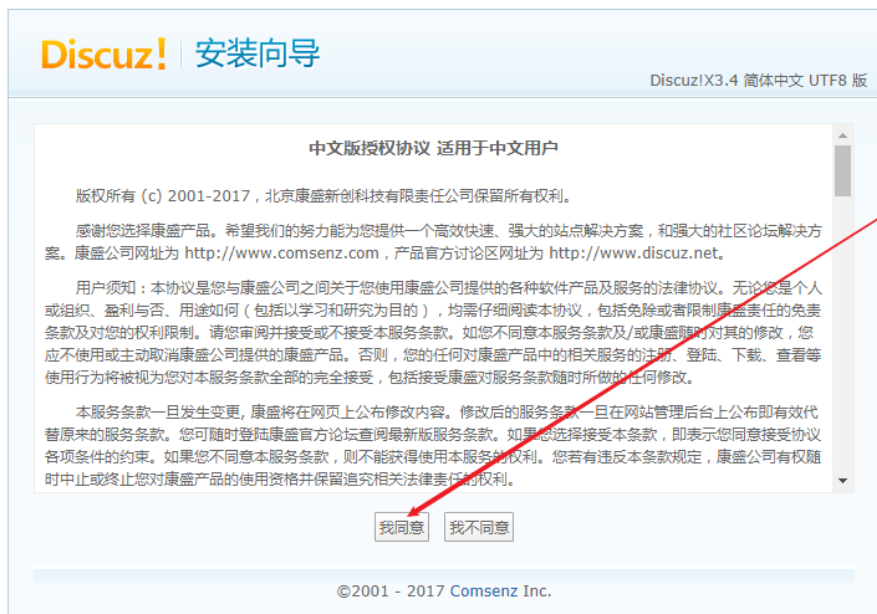 Discuz! 安装向导
Discuz!X3.4 简体中文 UTF8 版
中文版授权协议 适用于中文用户
版权所有 (c) 2001-2017，北京康盛新创科技有限责任公司保留所有权利。
感谢您选择康盛产品。希望我们的努力能为您提供一个高效快速、强大的站点解决方案，和强大的社区论坛解决方
案。康盛公司网址为 http://www.comsenz.com，产品官方讨论区网址为 http://www.discuz.net。
用户须知：本协议是您与康盛公司之间关于您使用康盛公司提供的各种软件产品及服务的法律协议。无论您是个人
或组织、盈利与否、用途如何（包括以学习和研究为目的），均需仔细阅读本协议，包括免除或者限制康盛责任的免责
条款及对您的权利限制。请您审阅并接受或不接受本服务条款。如您不同意本服务条款及/或康盛随时对其的修改，您
应不使用或主动取消康盛公司提供的康盛产品。否则，您的任何对康盛产品中的相关服务的注册、登陆、下载、查看等
使用行为将被视为您对本服务条款全部的完全接受，包括接受康盛对服务条款随时所做的任何修改。
本服务条款一旦发生变更, 康盛将在网页上公布修改内容。修改后的服务条款一旦在网站管理后台上公布即有效代
替原来的服务条款。您可随时登陆康盛官方论坛查阅最新版服务条款。如果您选择接受本条款，即表示您同意接受协议
各项条件的约束。如果您不同意本服务条款，则不能获得使用本服务的权利。您若有违反本条款规定，康盛公司有权随
时中止或终止您对康盛产品的使用资格并保留追究相关法律责任的权利。
我同意 我不同意
©2001 - 2017 Comsenz Inc.